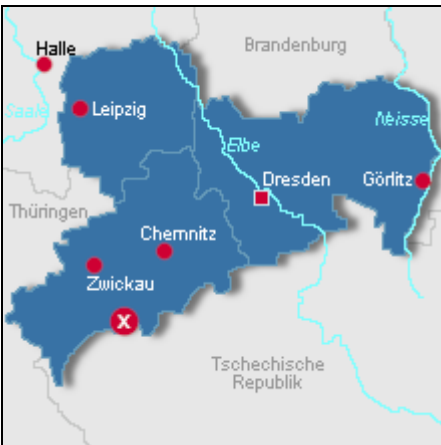 Halle
Brandenburg
Saale
Leipzig
Neisse
Elbe
Dresden
Görlitz
Thüringen
Chemnitz
Zwickau
X
Tschechische
Republik